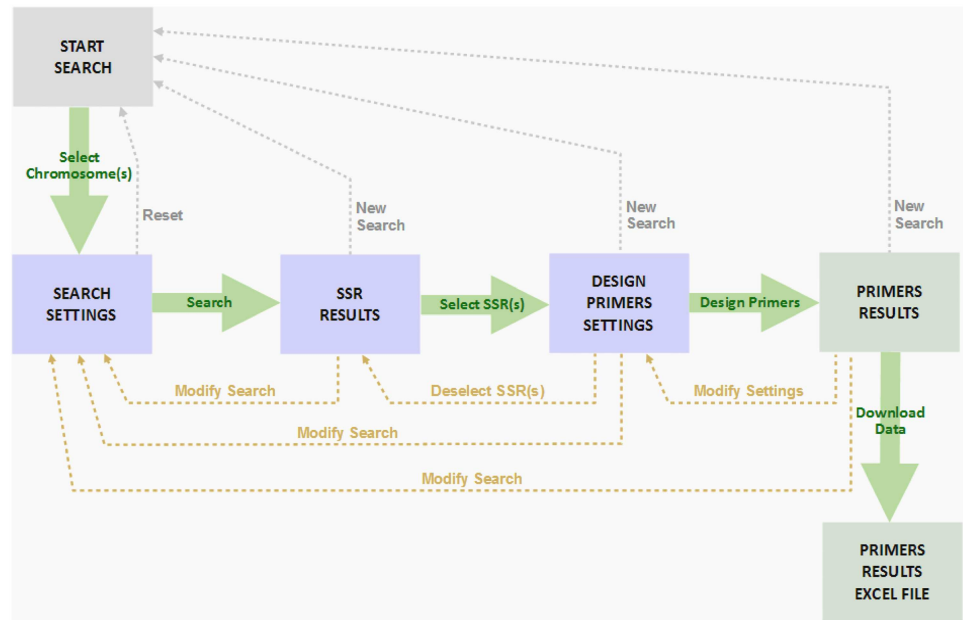 START
SEARCH
Select
Chromosome(s)
Reset
New
Search
New
Search
New
Search
SEARCH
SETTINGS
Search
SSR
RESULTS
Select SSR(s)
DESIGN
PRIMERS
SETTINGS
Design Primers
PRIMERS
RESULTS
Modify Search
Deselect SSR(s)
Modify Settings
Download
Data
Modify Search
Modify Search
PRIMERS
RESULTS
EXCEL FILE